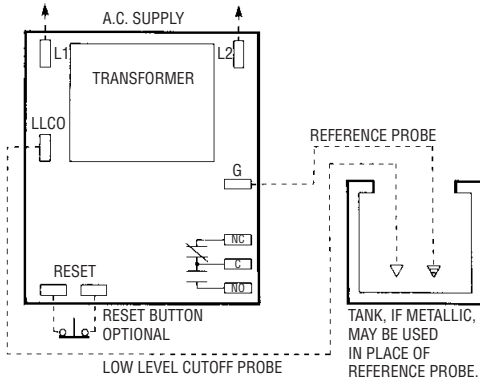 A.C. SUPPLY
L1
L2
TRANSFORMER
LLCO
REFERENCE PROBE
G
NC
C
NO
RESET
RESET BUTTON
OPTIONAL
TANK, IF METALLIC,
MAY BE USED
IN PLACE OF
REFERENCE PROBE.
LOW LEVEL CUTOFF PROBE